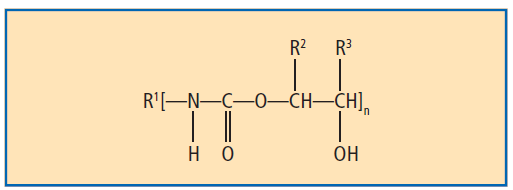 R² R³
R¹[—N—C—O—CH—CH]ₙ
H O OH